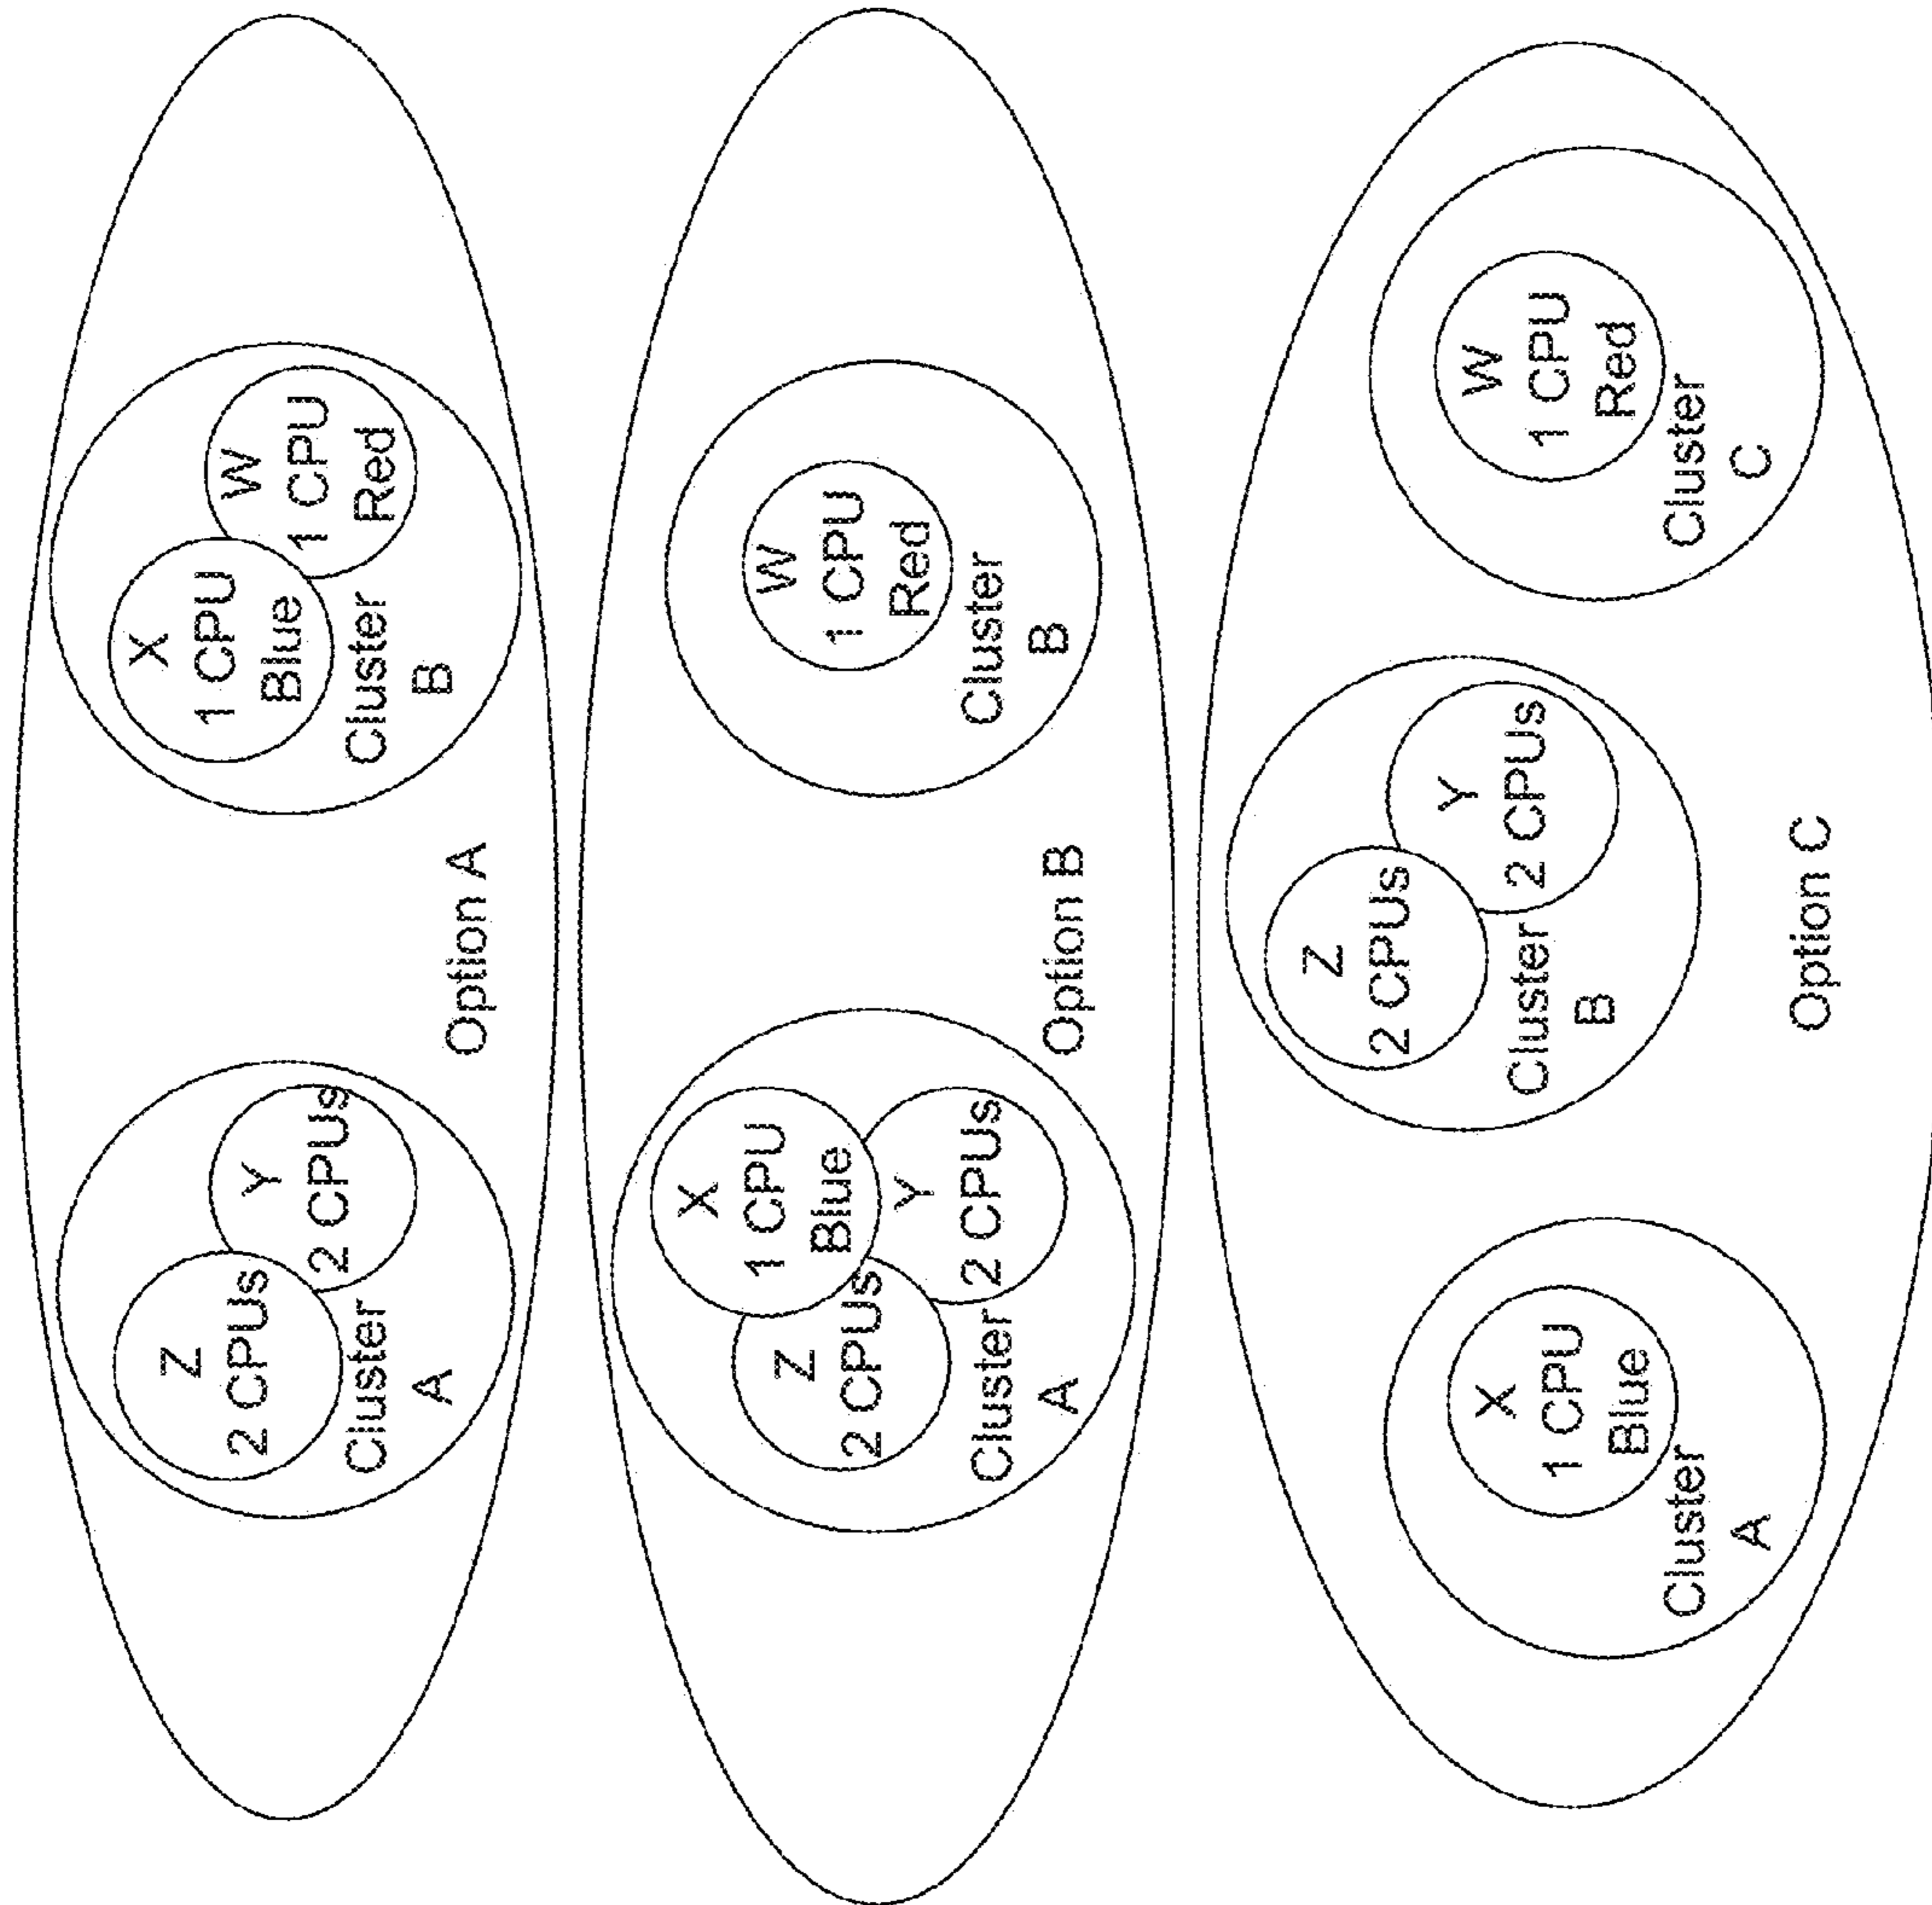 Z
2 CPUs
Y
2 CPUs
Cluster
A
X
1 CPU
Blue
W
1 CPU
Red
Cluster
B
Option A
X
1 CPU
Blue
Z
2 CPUs
Y
2 CPUs
Cluster
A
W
1 CPU
Red
Cluster
B
Option B
X
1 CPU
Blue
Cluster
A
Z
2 CPUs
Y
2 CPUs
Cluster
B
W
1 CPU
Red
Cluster
C
Option C